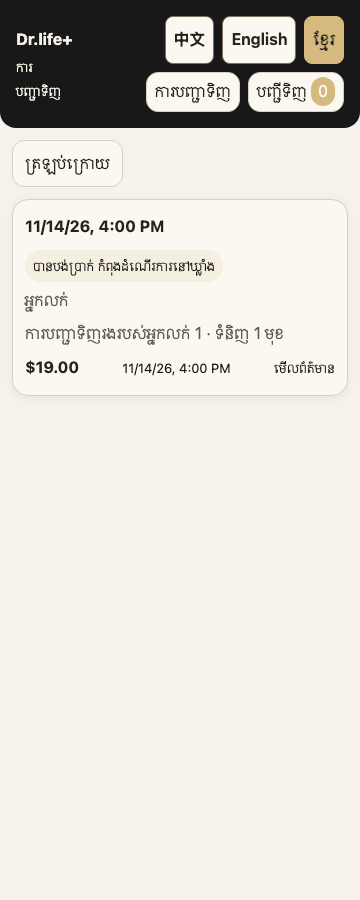 Dr.life+
ការ
បញ្ជាទិញ
中文
English
ខ្មែរ
ការបញ្ជាទិញ
បញ្ជីទិញ 0
ត្រឡប់ក្រោយ
11/14/26, 4:00 PM
បានបង់ប្រាក់ កំពុងដំណើរការនៅឃ្លាំង
អ្នកលក់
ការបញ្ជាទិញរងរបស់អ្នកលក់ 1 · ទំនិញ 1 មុខ
$19.00 11/14/26, 4:00 PM មើលព័ត៌មាន